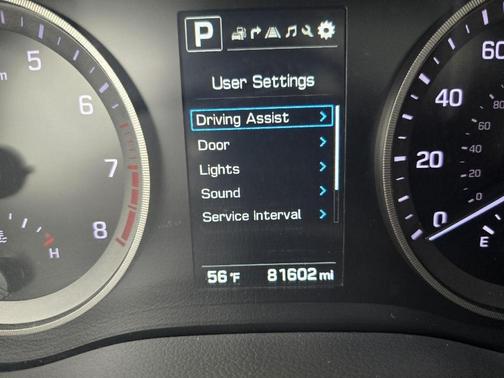 P
User Settings
Driving Assist >
Door >
Lights >
Sound >
Service Interval >
56°F 81602 mi
5
6
7
8
H
60
40
20
0
80
E